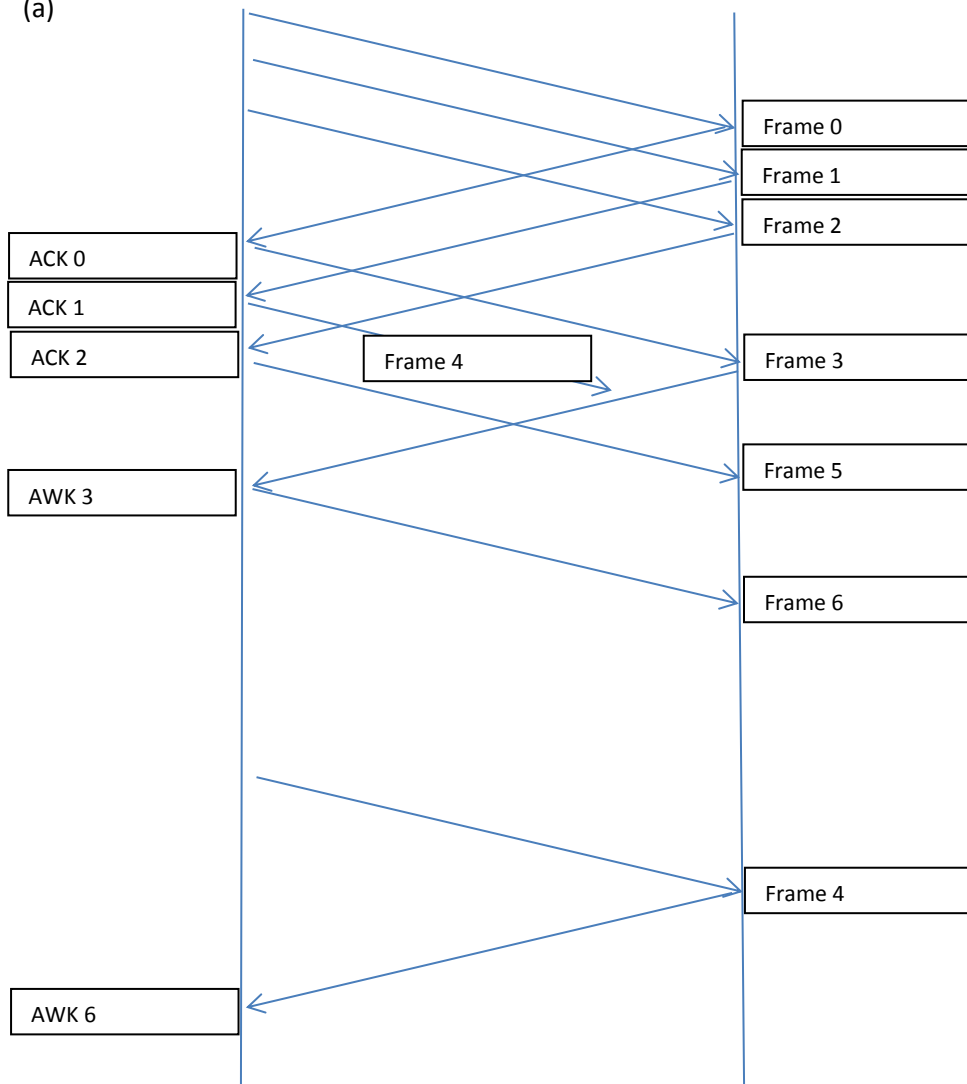 (a)
Frame 0
Frame 1
Frame 2
ACK 0
ACK 1
ACK 2
Frame 4
Frame 3
Frame 5
AWK 3
Frame 6
Frame 4
AWK 6